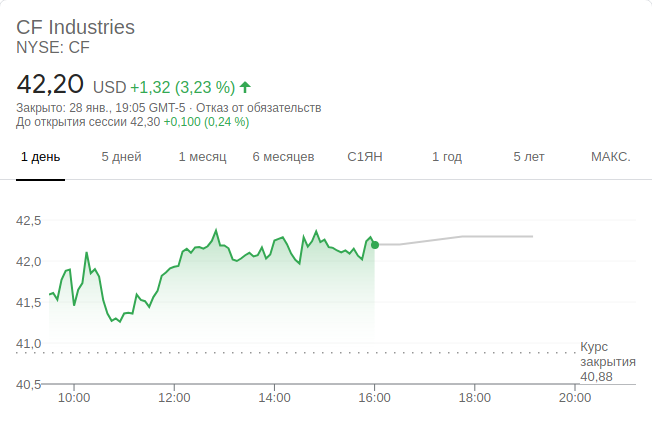 CF Industries
NYSE: CF
42,20 USD +1,32 (3,23 %)
Закрыто: 28 янв., 19:05 GMT-5 · Отказ от обязательств
До открытия сессии 42,30 +0,100 (0,24 %)
1 день 5 дней 1 месяц 6 месяцев С1ЯН 1 год 5 лет МАКС.
42,5
42,0
41,5
41,0
40,5
Курс
закрытия
40,88
10:00 12:00 14:00 16:00 18:00 20:00